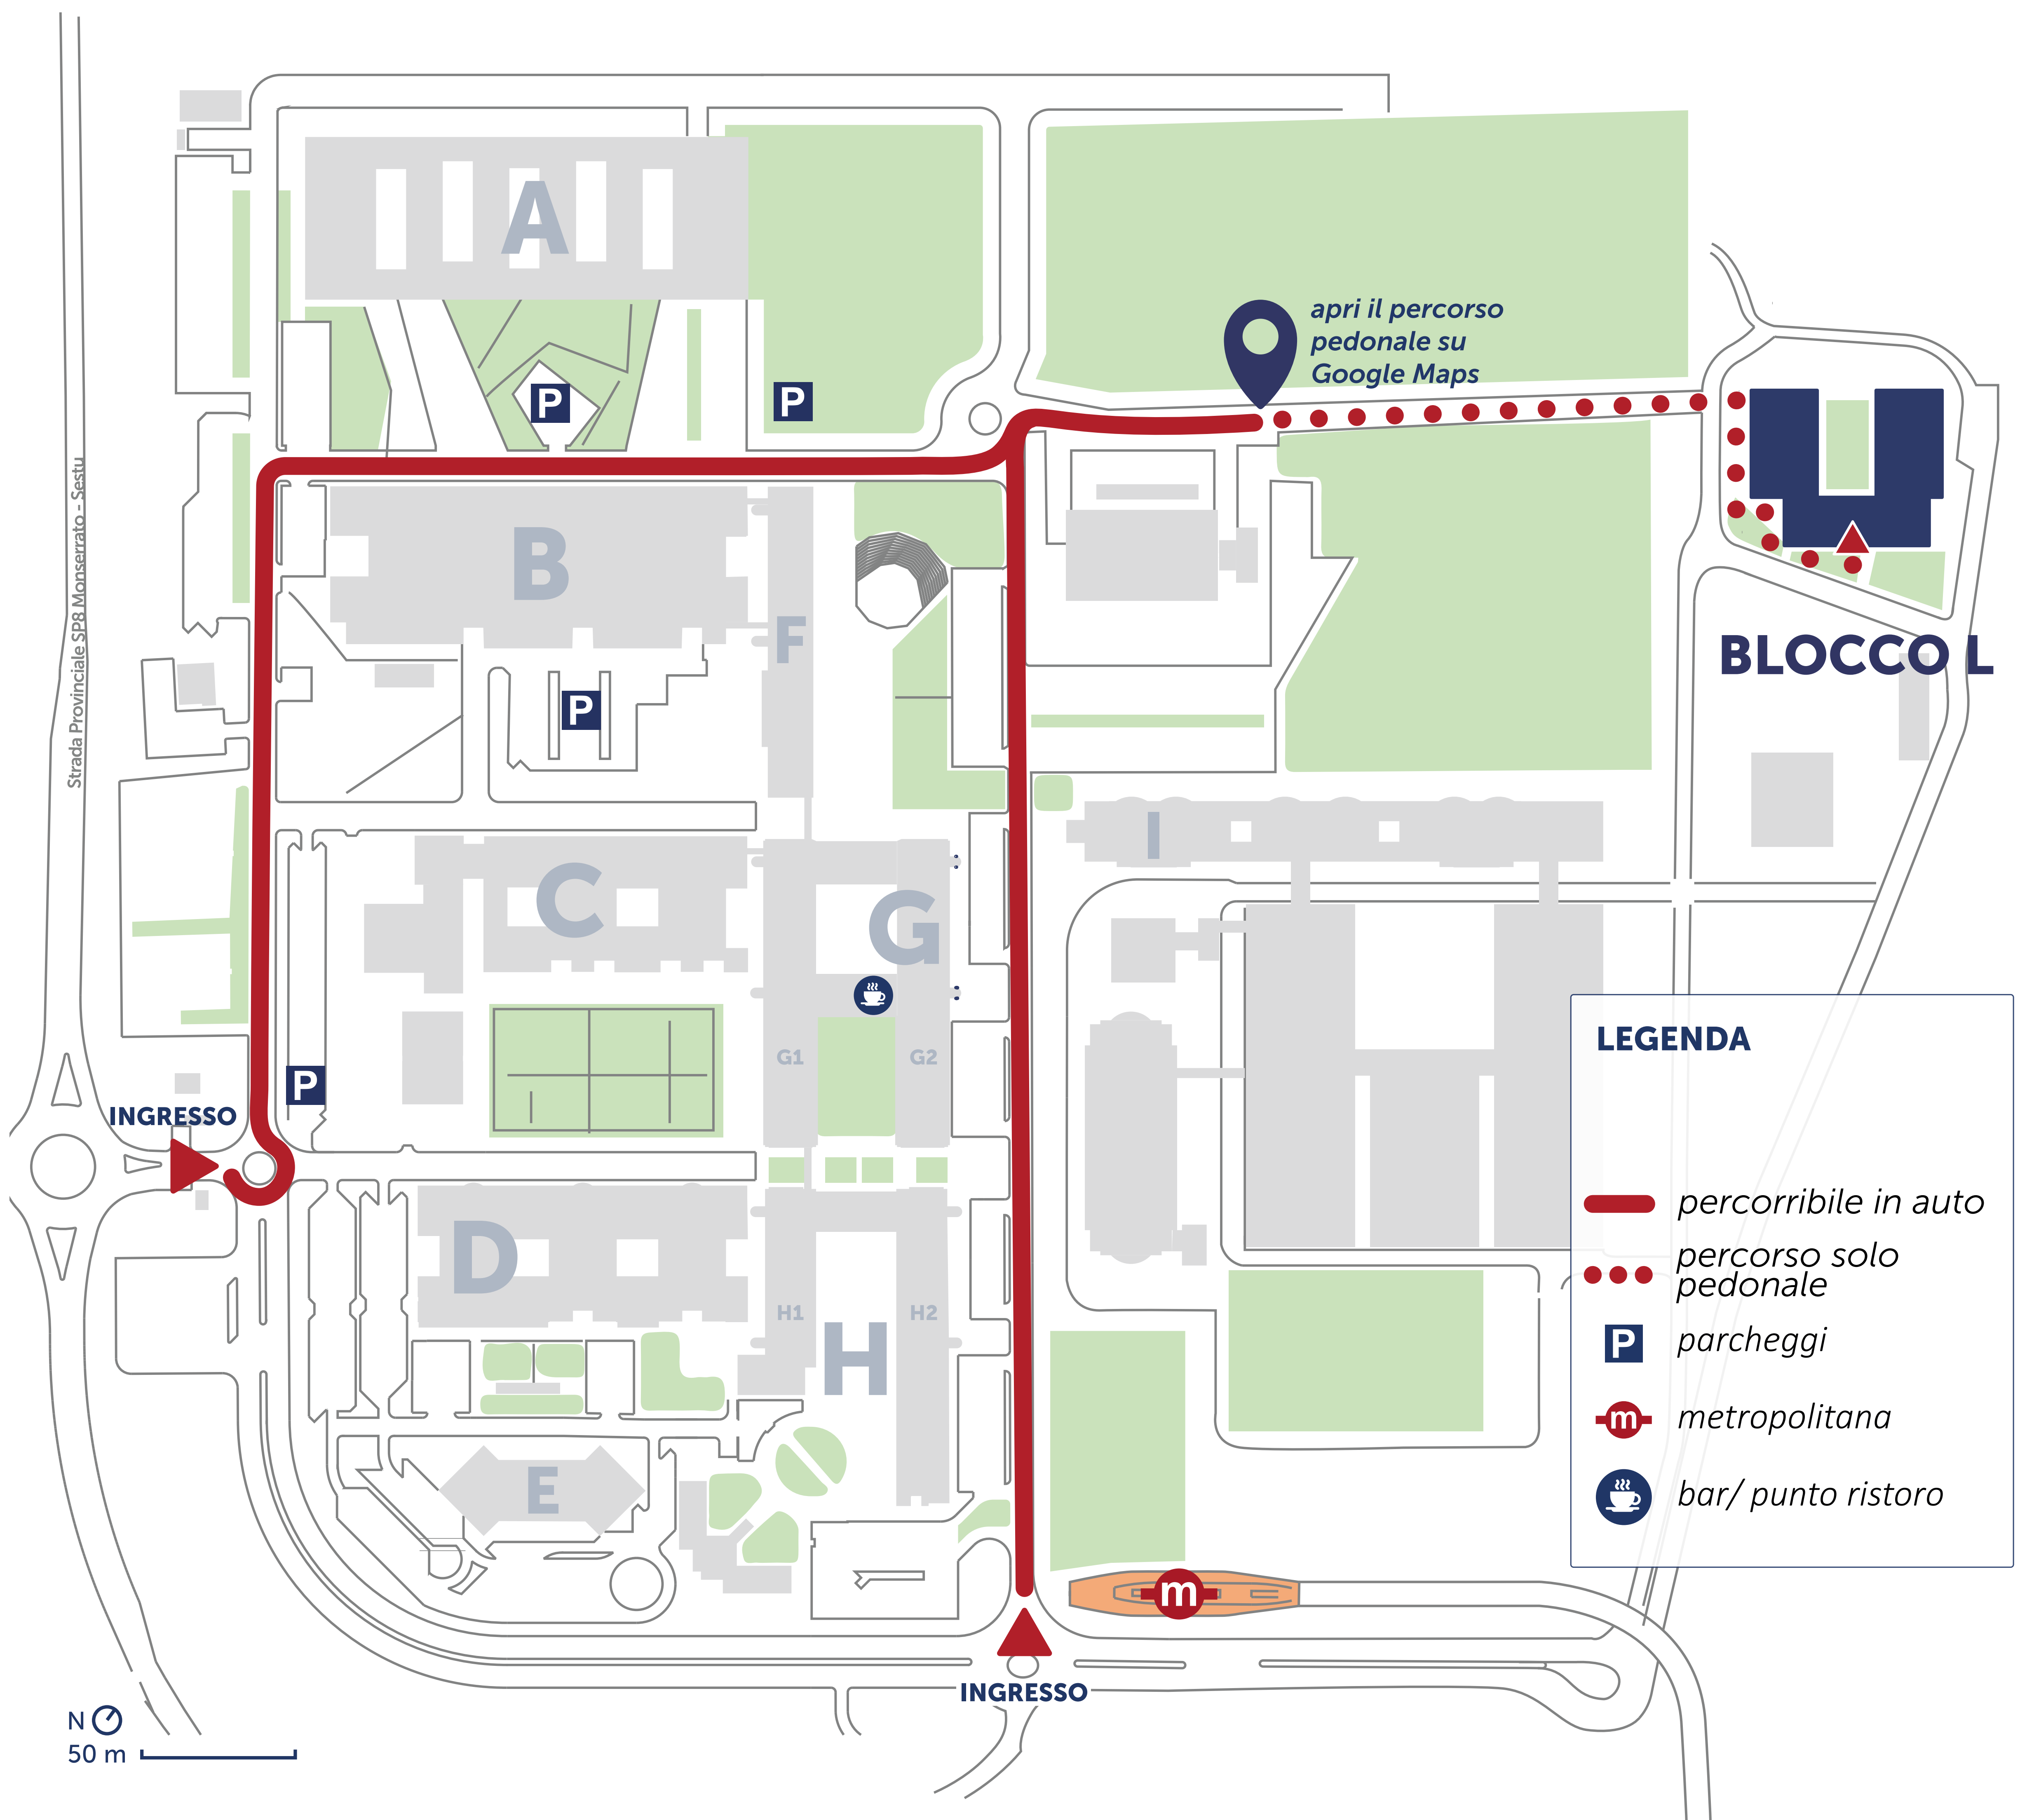 A
P
P
apri il percorso
pedonale su
Google Maps
Strada Provinciale SP8 Monserrato - Sestu
B
F
P
BLOCCO L
I
C
G
G1
G2
P
INGRESSO
D
H1
H2
H
E
m
INGRESSO
N
50 m
LEGENDA
percorribile in auto
percorso solo
pedonale
P parcheggi
m metropolitana
bar/ punto ristoro